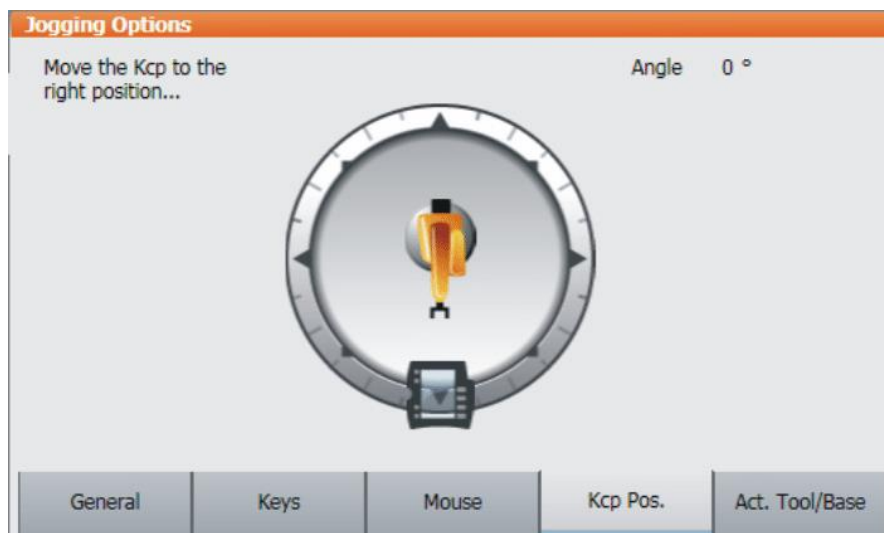 Jogging Options
Move the Kcp to the
right position...
Angle 0 °
General Keys Mouse Kcp Pos. Act. Tool/Base